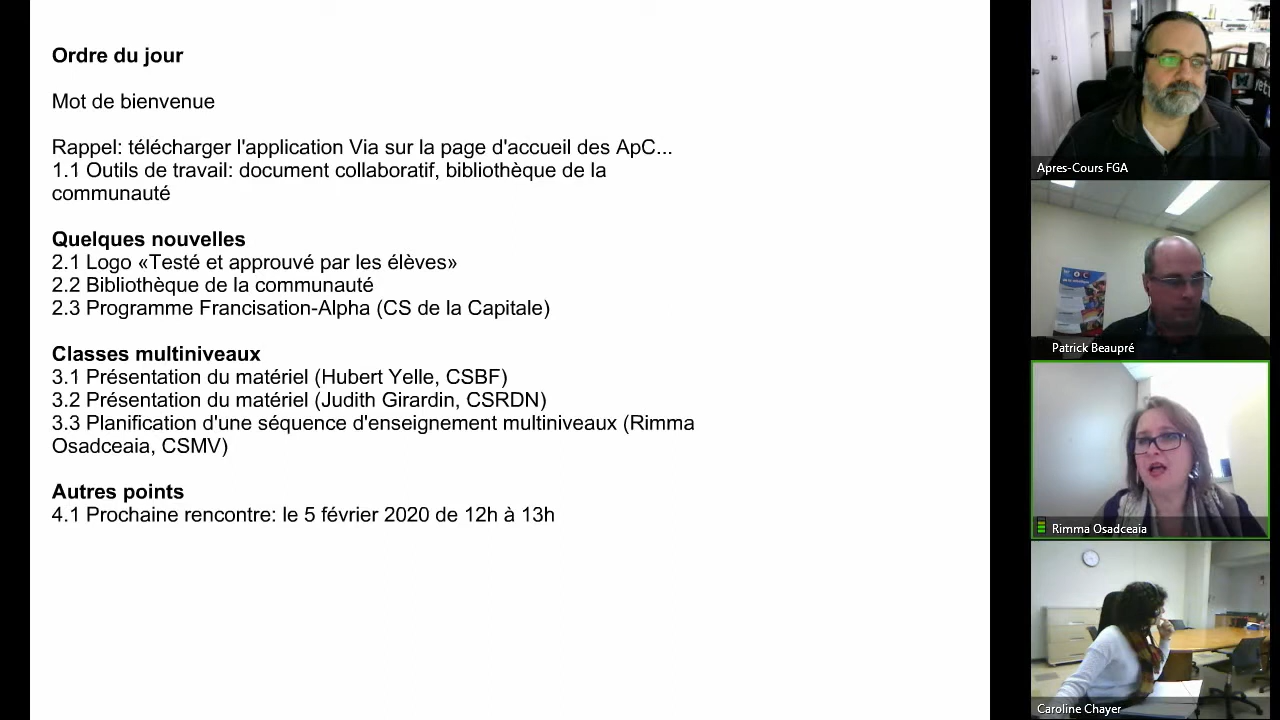 Ordre du jour
Mot de bienvenue
Rappel: télécharger l'application Via sur la page d'accueil des ApC...
1.1 Outils de travail: document collaboratif, bibliothèque de la
communauté
Quelques nouvelles
2.1 Logo «Testé et approuvé par les élèves»
2.2 Bibliothèque de la communauté
2.3 Programme Francisation-Alpha (CS de la Capitale)
Classes multiniveaux
3.1 Présentation du matériel (Hubert Yelle, CSBF)
3.2 Présentation du matériel (Judith Girardin, CSRDN)
3.3 Planification d'une séquence d'enseignement multiniveaux (Rimma
Osadceaia, CSMV)
Autres points
4.1 Prochaine rencontre: le 5 février 2020 de 12h à 13h
Apres-Cours FGA
Patrick Beaupré
Rimma Osadceaia
Caroline Chayer